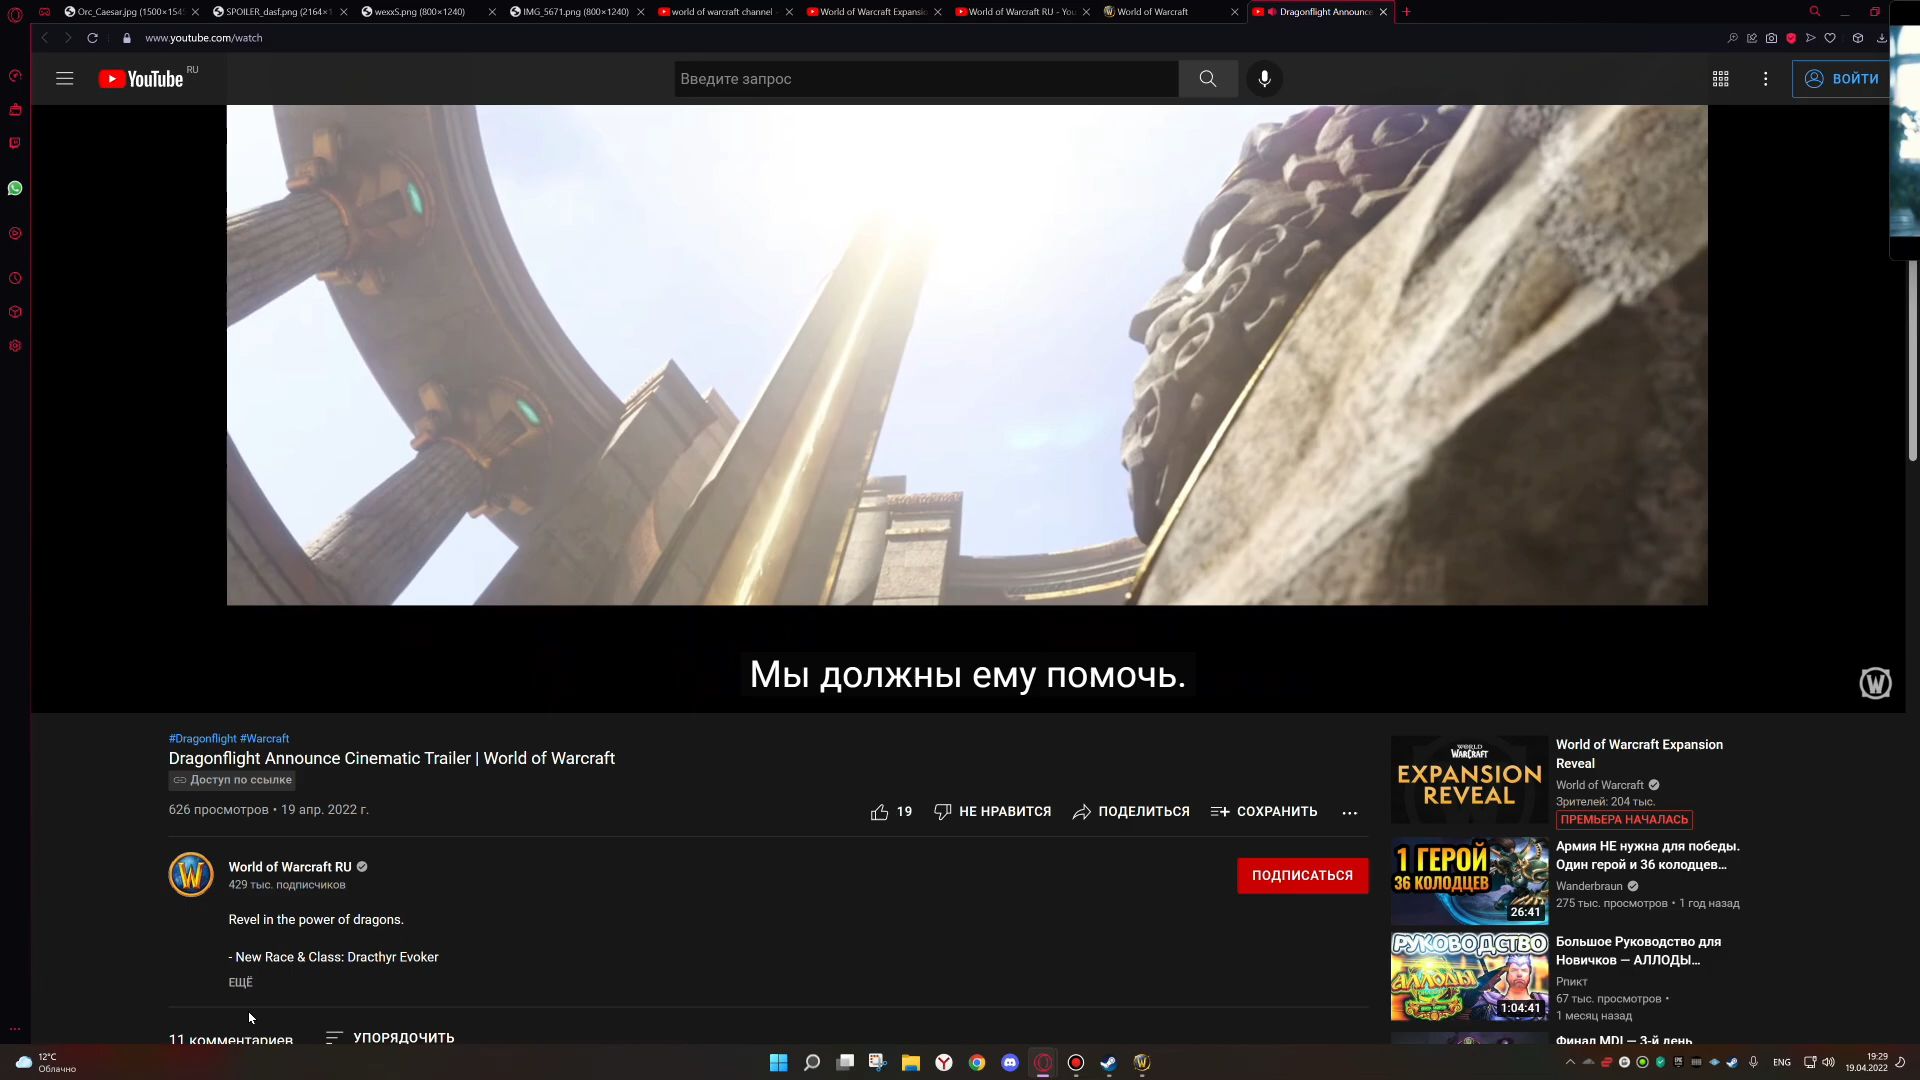 Orc_Caesar.jpg (1500×154
SPOILER_dasf.png (2164×1
wexxS.png (800×1240)
IMG_5671.png (800×1240)
world of warcraft channel -
World of Warcraft Expansio
World of Warcraft RU - You
World of Warcraft
Dragonflight Announce
www.youtube.com/watch
YouTube RU
Введите запрос
ВОЙТИ
Мы должны ему помочь.
W
#Dragonflight #Warcraft
Dragonflight Announce Cinematic Trailer | World of Warcraft
Доступ по ссылке
626 просмотров • 19 апр. 2022 г.
19
НЕ НРАВИТСЯ
ПОДЕЛИТЬСЯ
СОХРАНИТЬ
World of Warcraft RU
429 тыс. подписчиков
ПОДПИСАТЬСЯ
Revel in the power of dragons.
- New Race & Class: Dracthyr Evoker
ЕЩЁ
11 комментариев
УПОРЯДОЧИТЬ
WORLD
WARCRAFT
EXPANSION
REVEAL
World of Warcraft Expansion
Reveal
World of Warcraft
Зрителей: 204 тыс.
ПРЕМЬЕРА НАЧАЛАСЬ
1 ГЕРОЙ
36 КОЛОДЦЕВ
26:41
Армия НЕ нужна для победы.
Один герой и 36 колодцев…
Wanderbraun
275 тыс. просмотров • 1 год назад
РУКОВОДСТВО
АЛЛОДЫ
1:04:41
Большое Руководство для
Новичков — АЛЛОДЫ…
Рпикт
67 тыс. просмотров •
1 месяц назад
Финал MDI — 3-й день
12°C
Облачно
ENG
19:29
19.04.2022